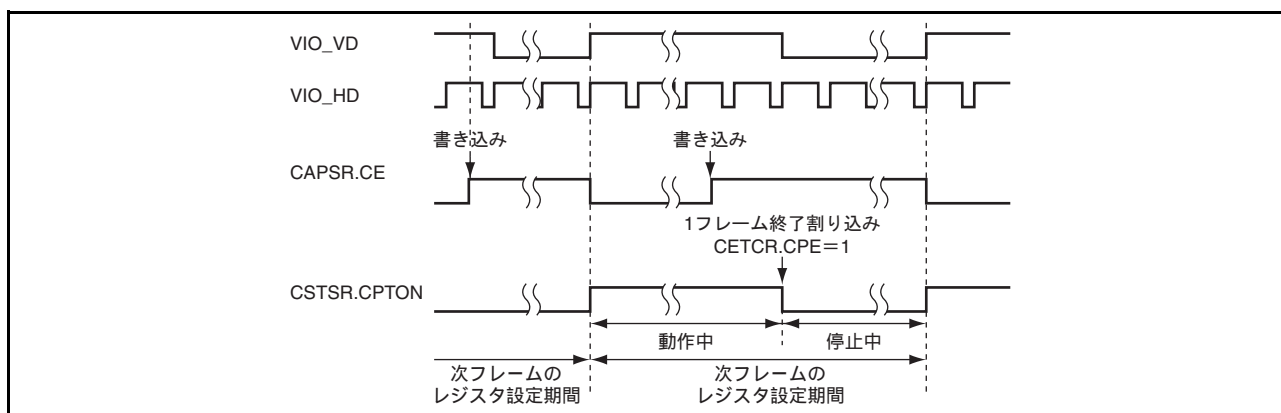 VIO_VD
VIO_HD
書き込み 書き込み
CAPSR.CE
1フレーム終了割り込み
CETCR.CPE=1
CSTSR.CPTON
動作中 停止中
次フレームの 次フレームの
レジスタ設定期間 レジスタ設定期間